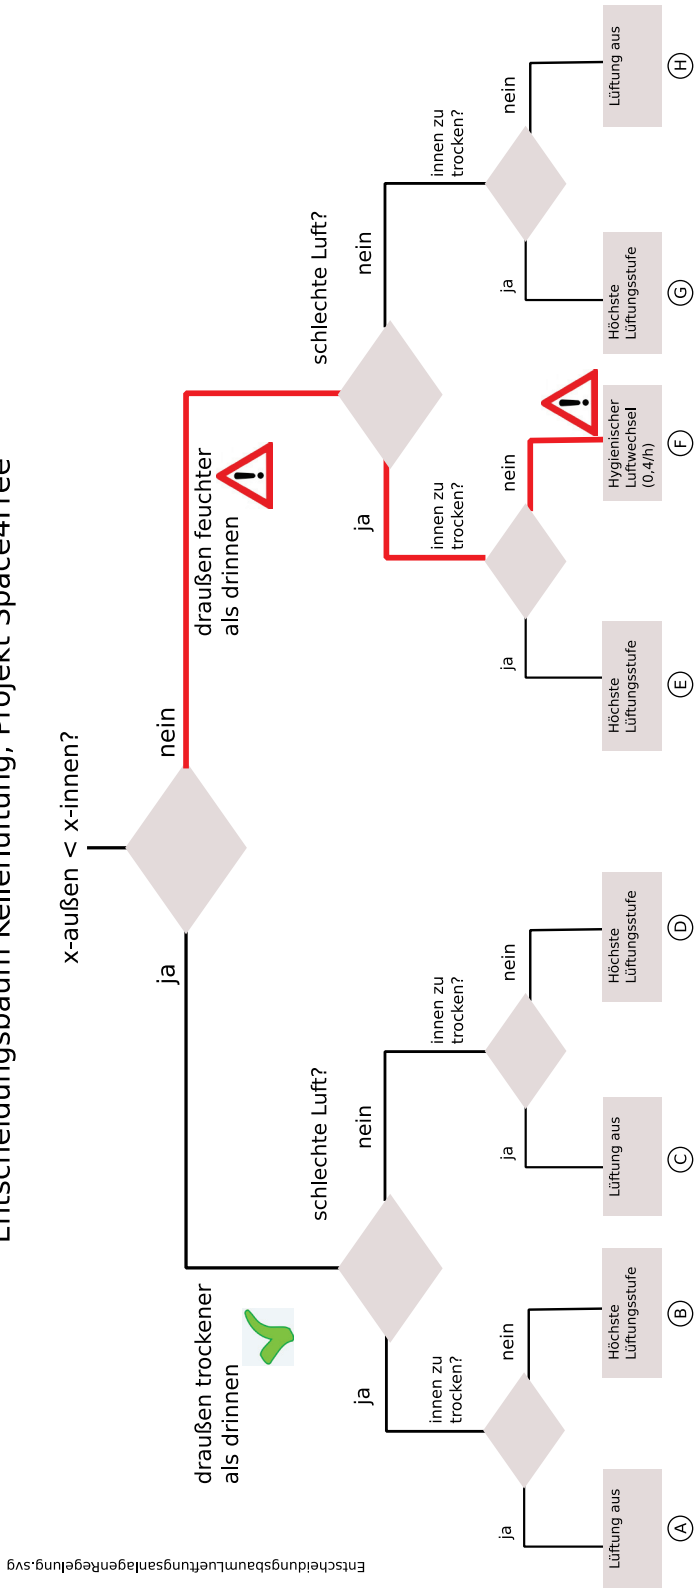 Entscheidungsbaum Kellerlüftung, Projekt Space4free
x-außen < x-innen?
ja
nein
draußen trockener
als drinnen
draußen feuchter
als drinnen
schlechte Luft?
schlechte Luft?
ja
nein
ja
nein
innen zu
trocken?
innen zu
trocken?
innen zu
trocken?
innen zu
trocken?
ja
nein
ja
nein
ja
nein
ja
nein
Lüftung aus
Höchste
Lüftungsstufe
Lüftung aus
Höchste
Lüftungsstufe
Höchste
Lüftungsstufe
Hygienischer
Luftwechsel
(0,4/h)
Höchste
Lüftungsstufe
Lüftung aus
A
B
C
D
E
F
G
H
EntscheidungsbaumLueftungsanlagenRegelung.svg